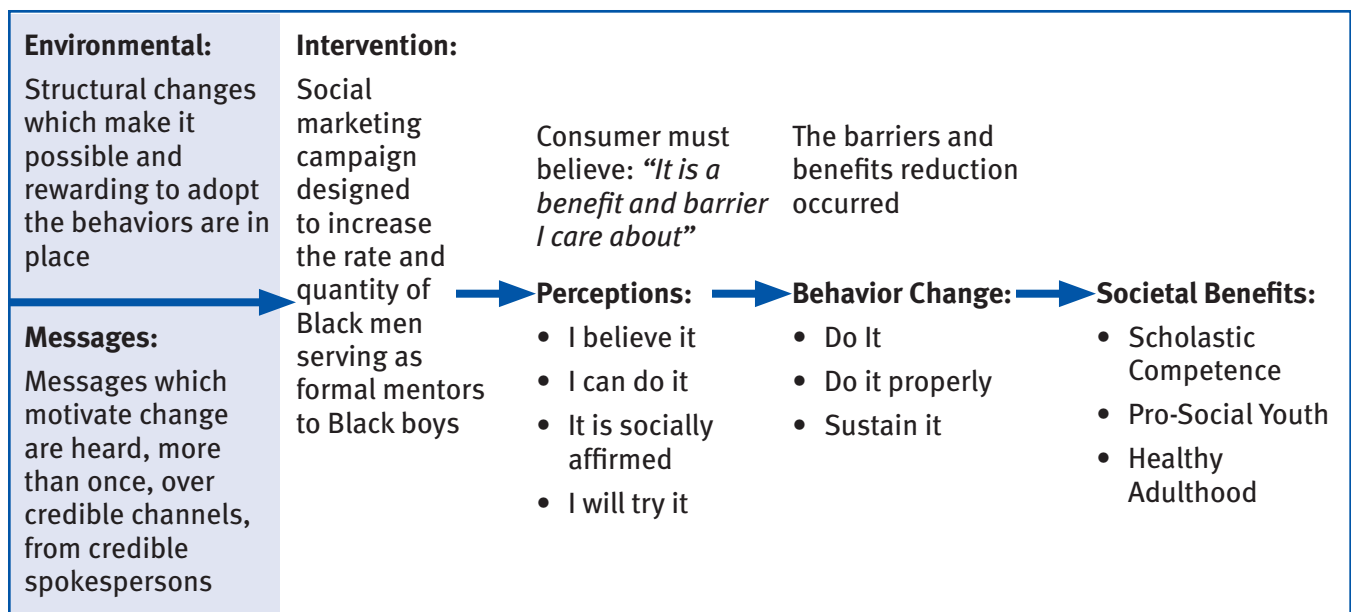 Environmental:
Structural changes
which make it
possible and
rewarding to adopt
the behaviors are in
place
Messages:
Messages which
motivate change
are heard, more
than once, over
credible channels,
from credible
spokespersons
Intervention:
Social
marketing
campaign
designed
to increase
the rate and
quantity of
Black men
serving as
formal mentors
to Black boys
Consumer must
believe: “It is a
benefit and barrier
I care about”
Perceptions:
• I believe it
• I can do it
• It is socially
affirmed
• I will try it
The barriers and
benefits reduction
occurred
Behavior Change:
• Do It
• Do it properly
• Sustain it
Societal Benefits:
• Scholastic
Competence
• Pro-Social Youth
• Healthy
Adulthood